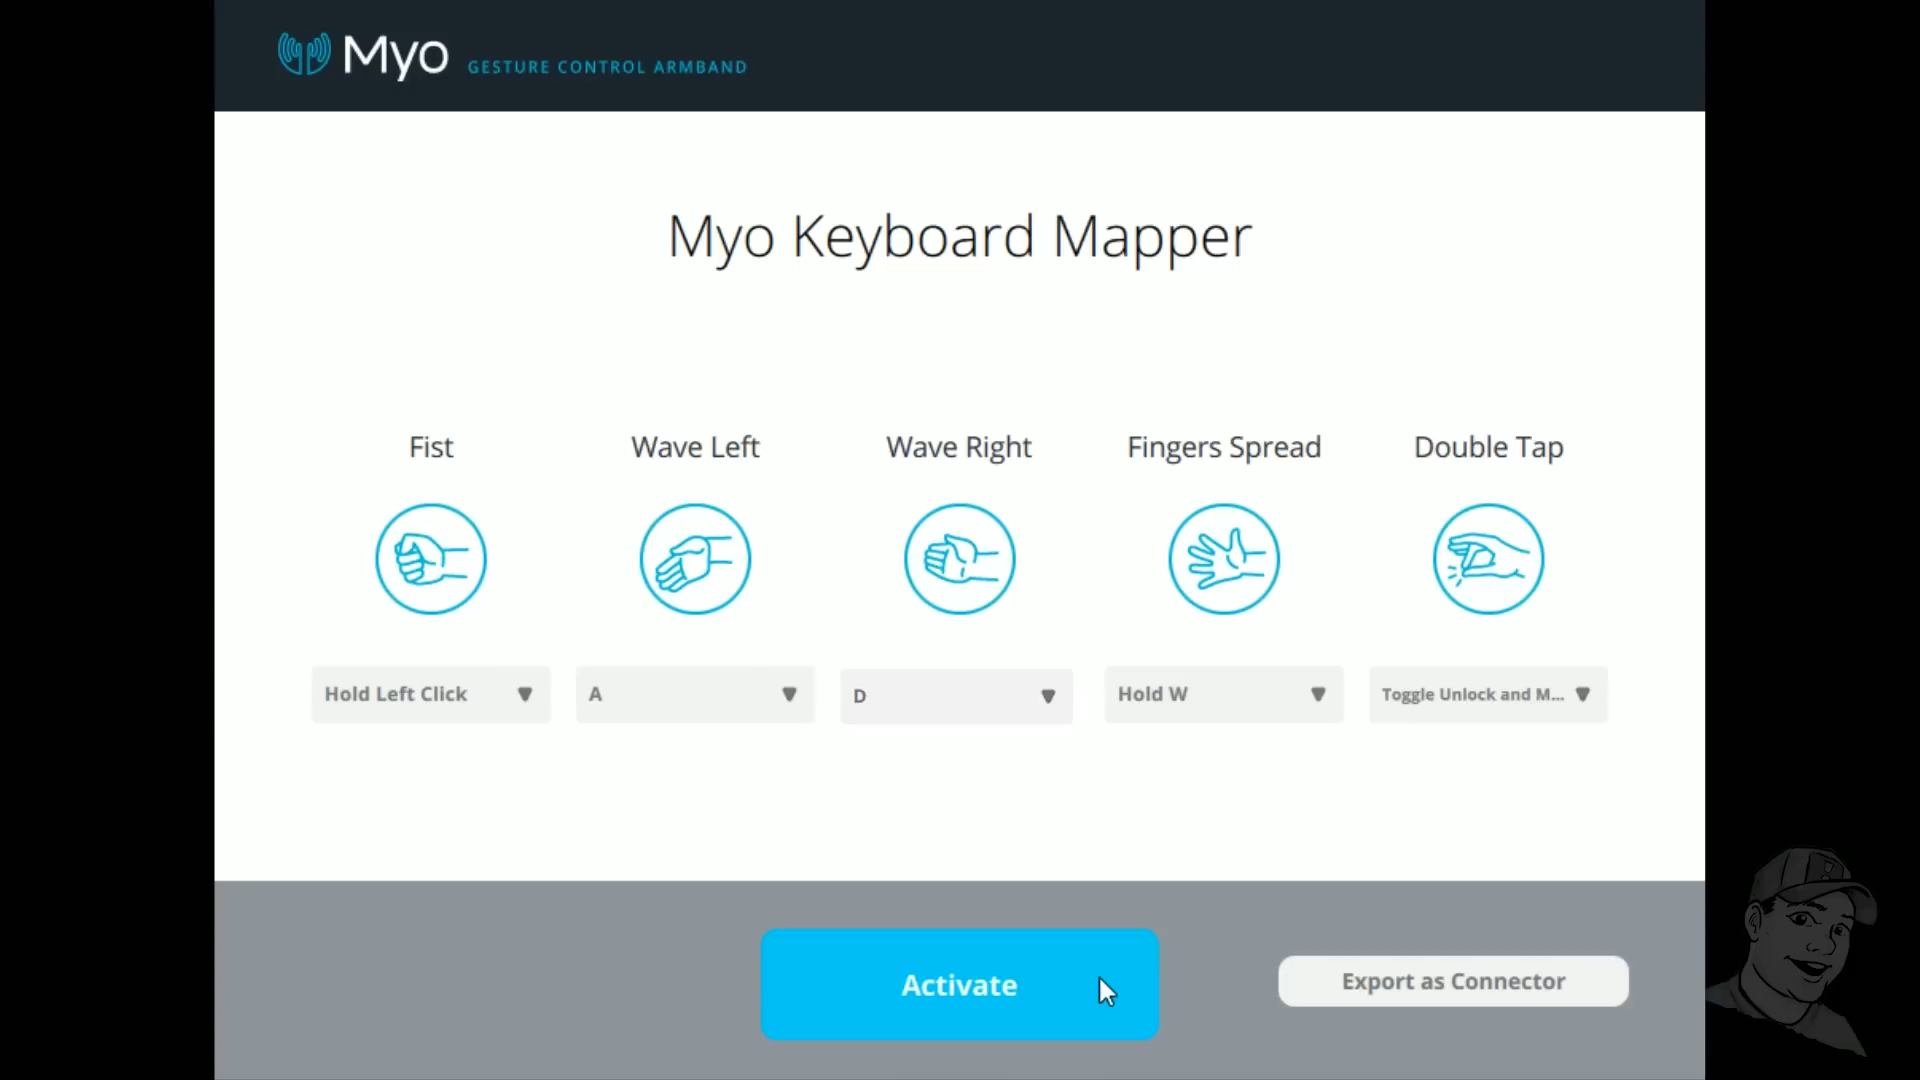 Myo GESTURE CONTROL ARMBAND
Myo Keyboard Mapper
Fist Wave Left Wave Right Fingers Spread Double Tap
Hold Left Click A D Hold W Toggle Unlock and M...
Activate
Export as Connector